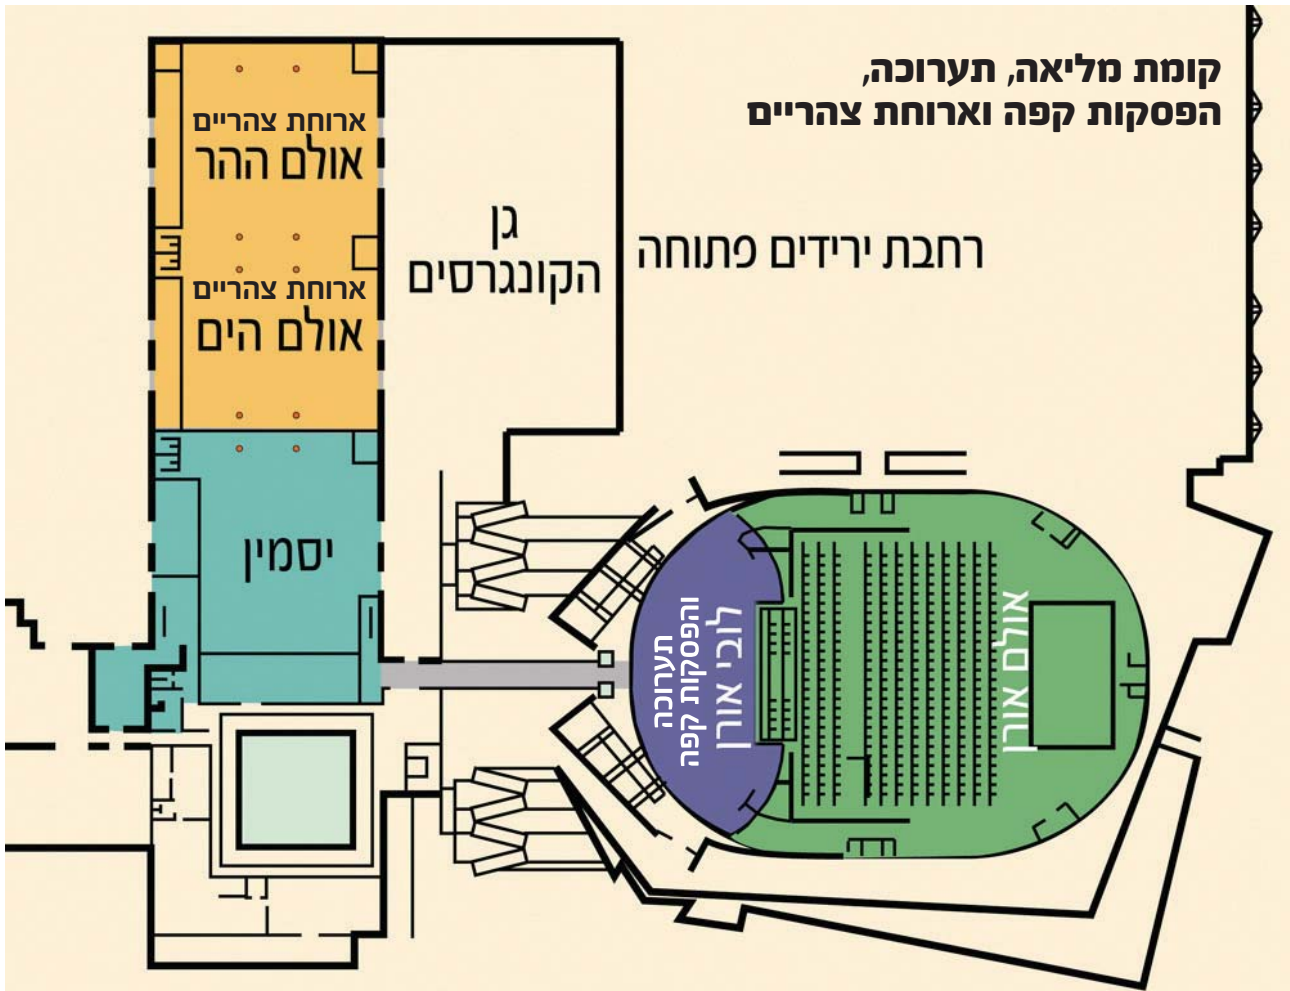 קומת מליאה, תערוכה,
הפסקות קפה וארוחת צהריים
ארוחת צהריים
אולם ההר
ארוחת צהריים
אולם הים
גן
הקונגרסים
רחבת ירידים פתוחה
יסמין
לובי אורן
תערוכה
והפסקות קפה
אולם אורן